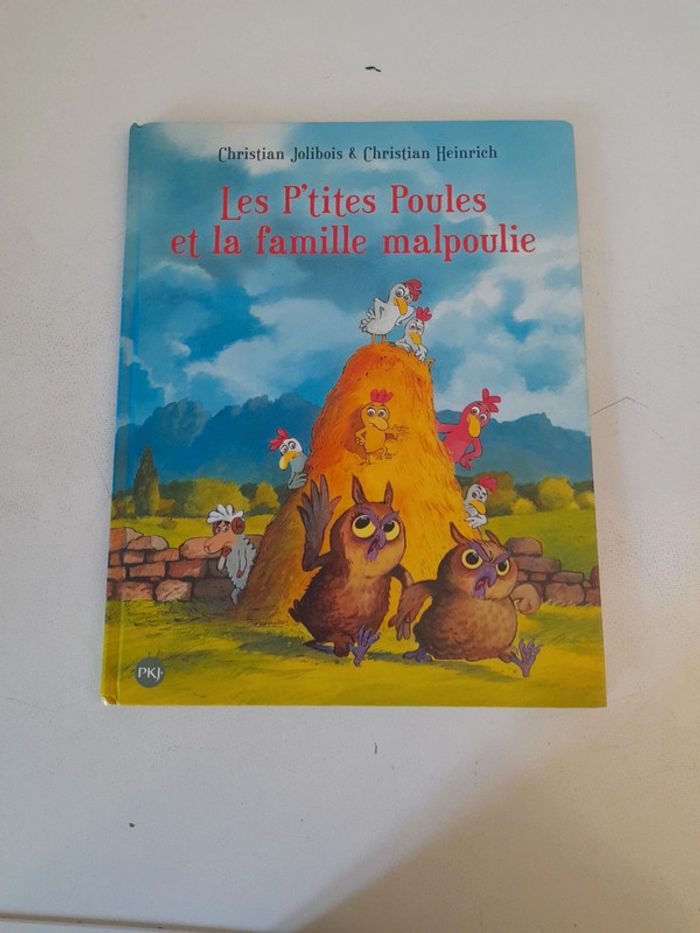 Christian Jolibois & Christian Heinrich
Les P'tites Poules
et la famille malpoulie
PKJ·